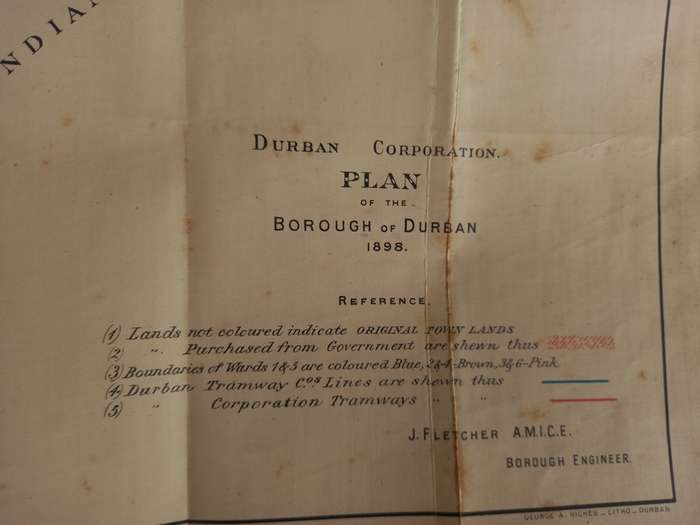 NDIAN
DURBAN CORPORATION.
PLAN
OF THE
BOROUGH OF DURBAN
1898.
REFERENCE.
(1) Lands not coloured indicate ORIGINAL TOWN LANDS
(2) " Purchased from Government are shewn thus
(3) Boundaries of Wards 1&5 are coloured Blue, 2&4-Brown, 3&6-Pink
(4) Durban Tramway Cos Lines are shewn thus
(5) " Corporation Tramways " "
J. FLETCHER A.M.I.C.E.
BOROUGH ENGINEER.
GEORGE A. RICHES - LITHO - DURBAN